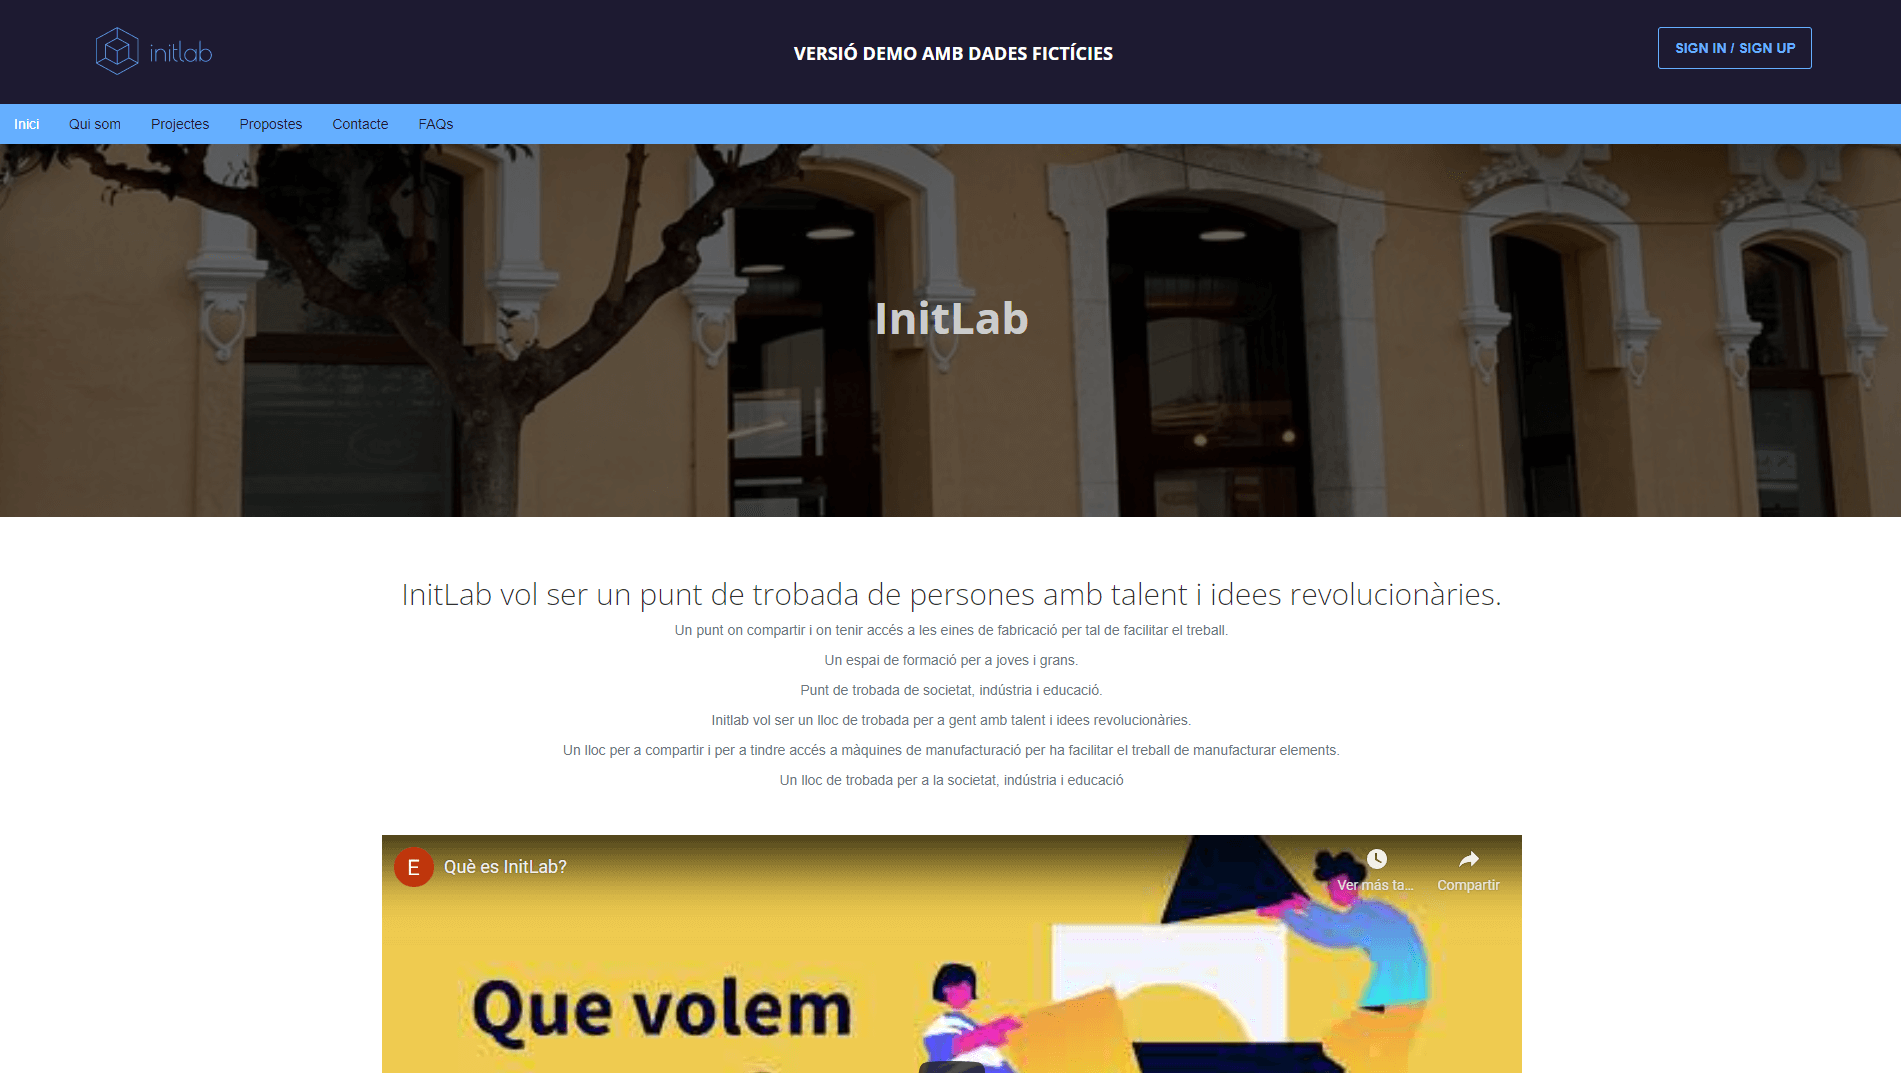 initlab
VERSIÓ DEMO AMB DADES FICTÍCIES
SIGN IN / SIGN UP
Inici Qui som Projectes Propostes Contacte FAQs
InitLab
InitLab vol ser un punt de trobada de persones amb talent i idees revolucionàries.
Un punt on compartir i on tenir accés a les eines de fabricació per tal de facilitar el treball.
Un espai de formació per a joves i grans.
Punt de trobada de societat, indústria i educació.
Initlab vol ser un lloc de trobada per a gent amb talent i idees revolucionàries.
Un lloc per a compartir i per a tindre accés a màquines de manufacturació per ha facilitar el treball de manufacturar elements.
Un lloc de trobada per a la societat, indústria i educació
E Què es InitLab?
Ver más ta... Compartir
Que volem